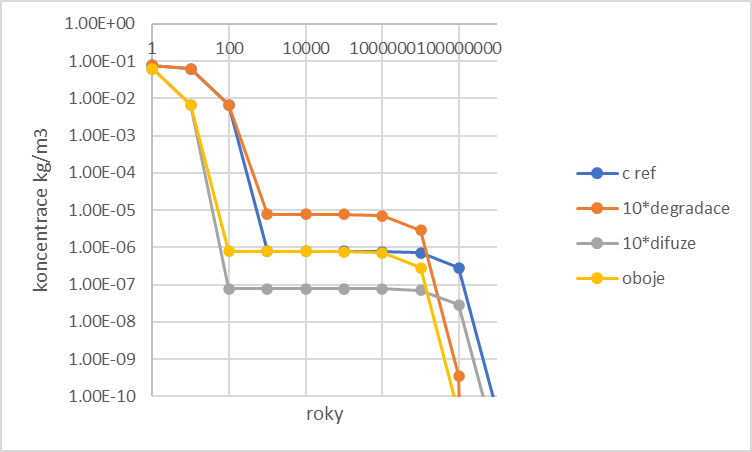 1.00E+00
1 100 10000 1000000 100000000
1.00E-01
1.00E-02
1.00E-03
1.00E-04
1.00E-05
1.00E-06
1.00E-07
1.00E-08
1.00E-09
1.00E-10
koncentrace kg/m3
roky
c ref
10*degradace
10*difuze
oboje